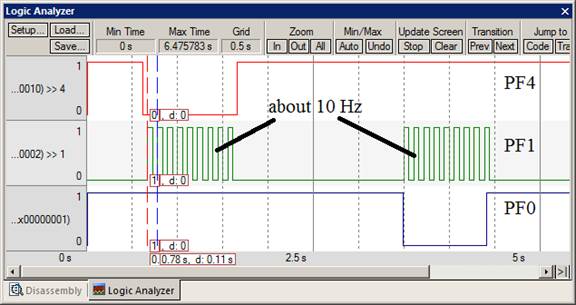 Logic Analyzer
Setup... Load... Min Time Max Time Grid Zoom Min/Max Update Screen Transition Jump to
Save... 0 s 6.475783 s 0.5 s In Out All Auto Undo Stop Clear Prev Next Code Tra
1
...0010) >> 4
0
0 , d: 0
PF4
about 10 Hz
1
...0002) >> 1
0
1 , d: 0
PF1
1
...x00000001)
0
1 , d: 0
PF0
0 s 0.78 s, d: 0.11 s 2.5 s 5 s
Disassembly Logic Analyzer